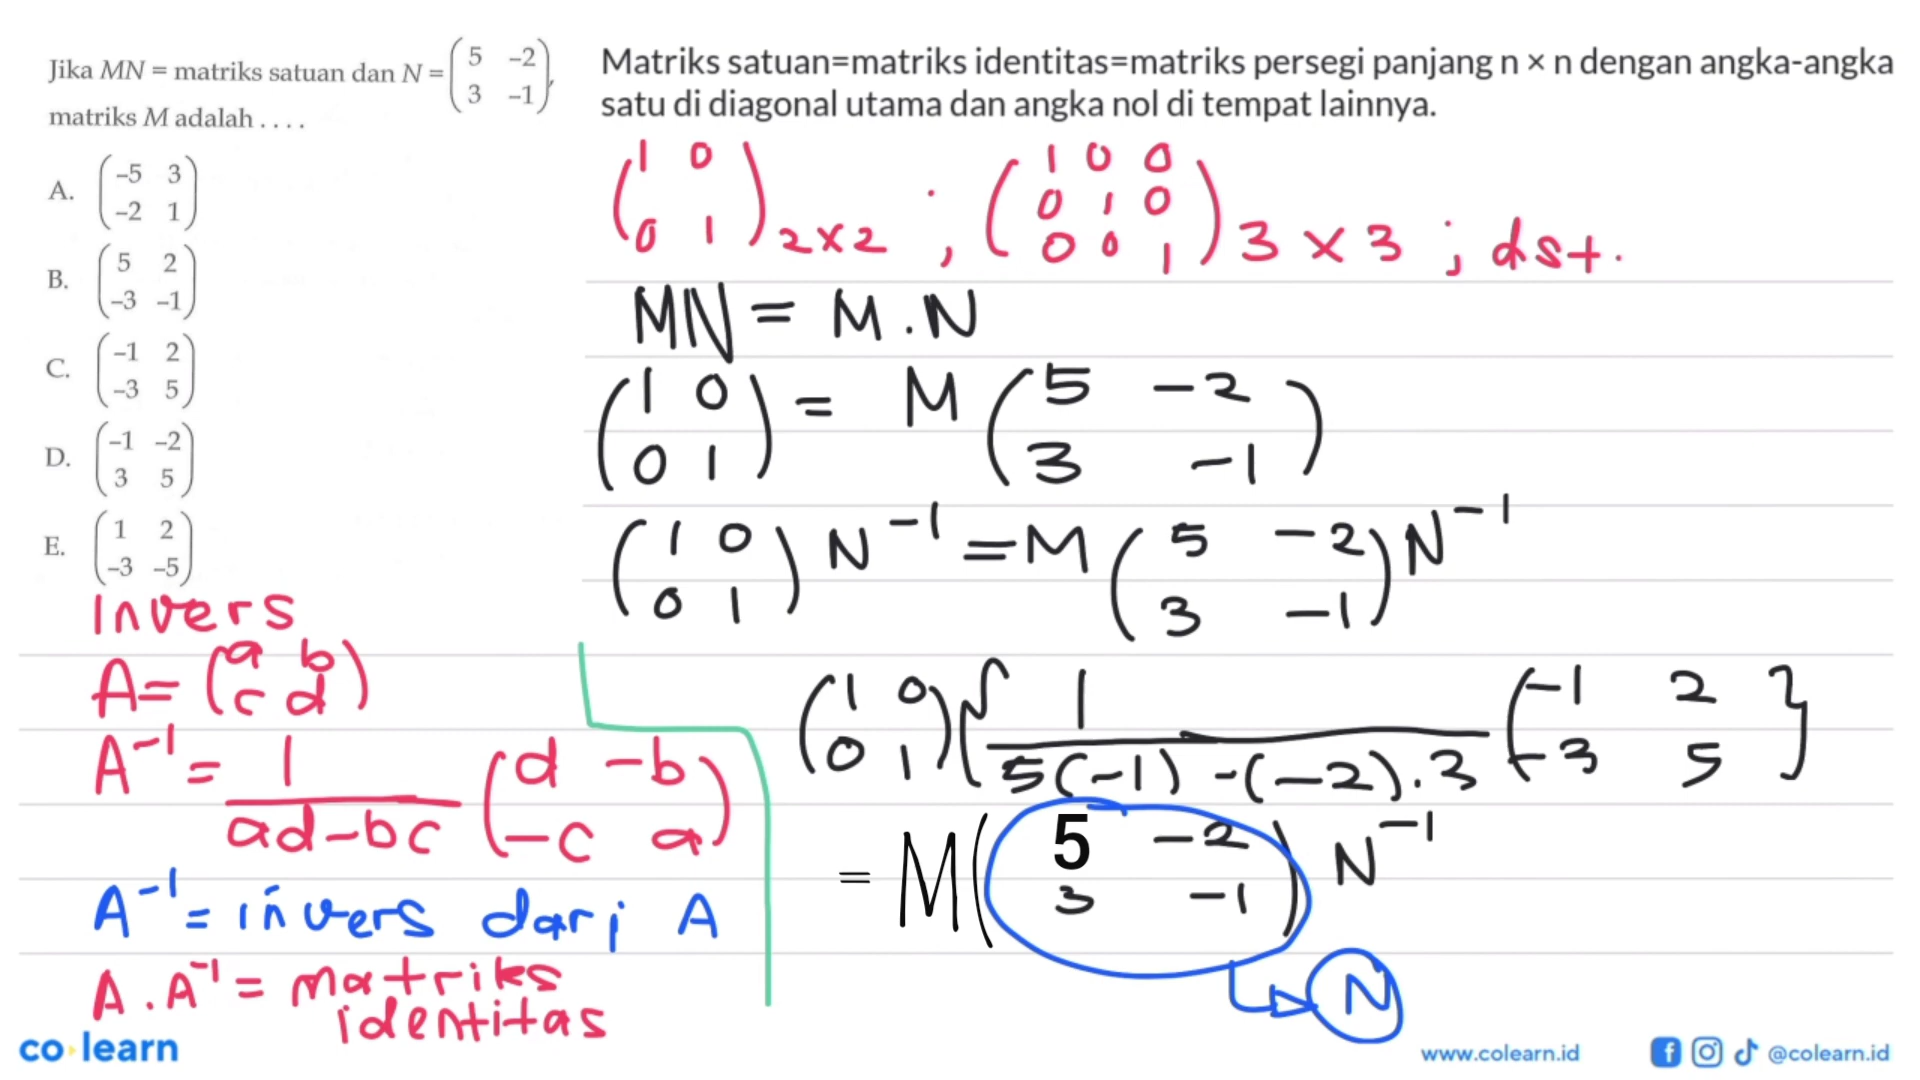 Jika MN = matriks satuan dan N = ( 5 -2
3 -1 ),
matriks M adalah . . . .
A. ( -5 3
-2 1 )
B. ( 5 2
-3 -1 )
C. ( -1 2
-3 5 )
D. ( -1 -2
3 5 )
E. ( 1 2
-3 -5 )
Invers
A = ( a b
c d )
A⁻¹ = 1
ad-bc ( d -b
-c a )
A⁻¹ = invers dari A
A . A⁻¹ = matriks
identitas
Matriks satuan=matriks identitas=matriks persegi panjang n × n dengan angka-angka
satu di diagonal utama dan angka nol di tempat lainnya.
( 1 0
0 1 ) 2×2 ; ( 1 0 0
0 1 0
0 0 1 ) 3 × 3 ; dst.
MN = M . N
( 1 0
0 1 ) = M ( 5 -2
3 -1 )
( 1 0
0 1 ) N⁻¹ = M ( 5 -2
3 -1 ) N⁻¹
( 1 0
0 1 ) { 1
5(-1) -(-2).3 ( -1 2
-3 5 }
= M ( 5 -2
3 -1 ) N⁻¹
N
co learn
www.colearn.id
@colearn.id